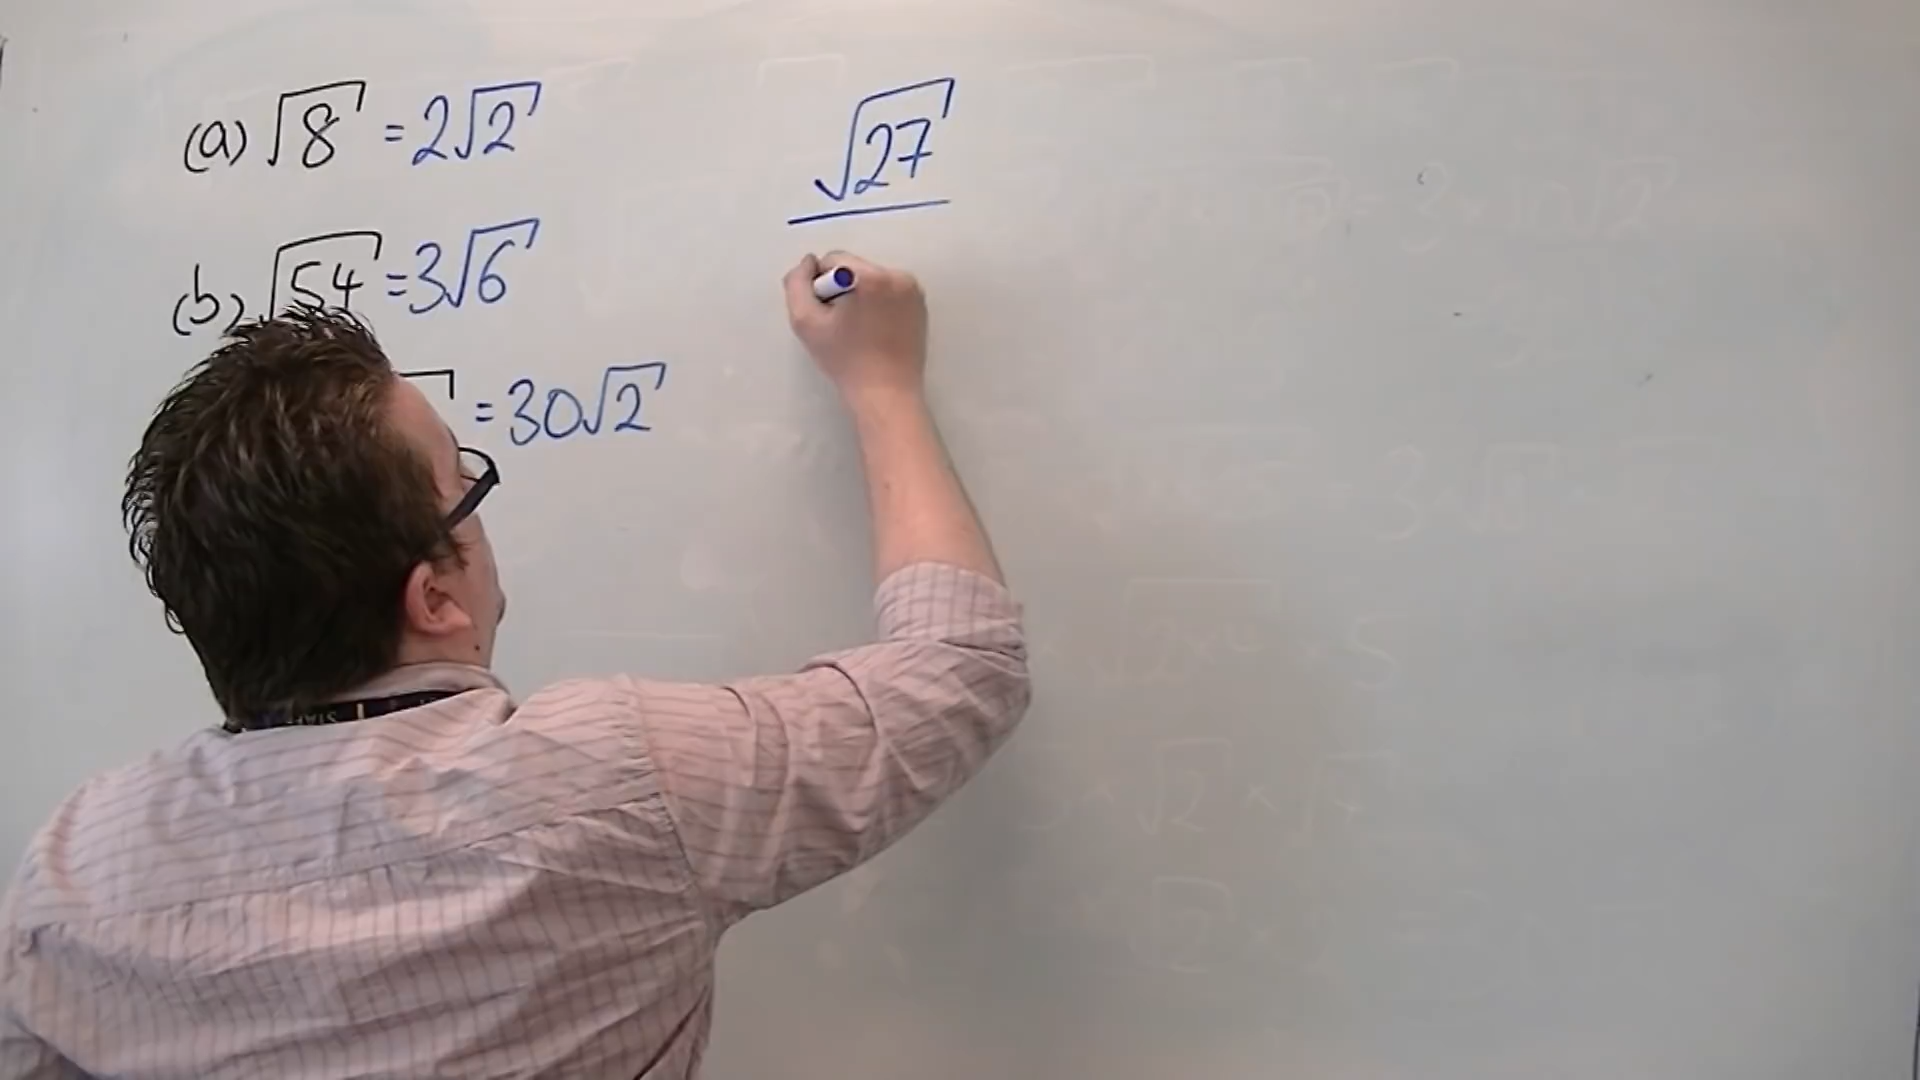 (a) √8 = 2√2
(b) √54 = 3√6
= 30√2
√27